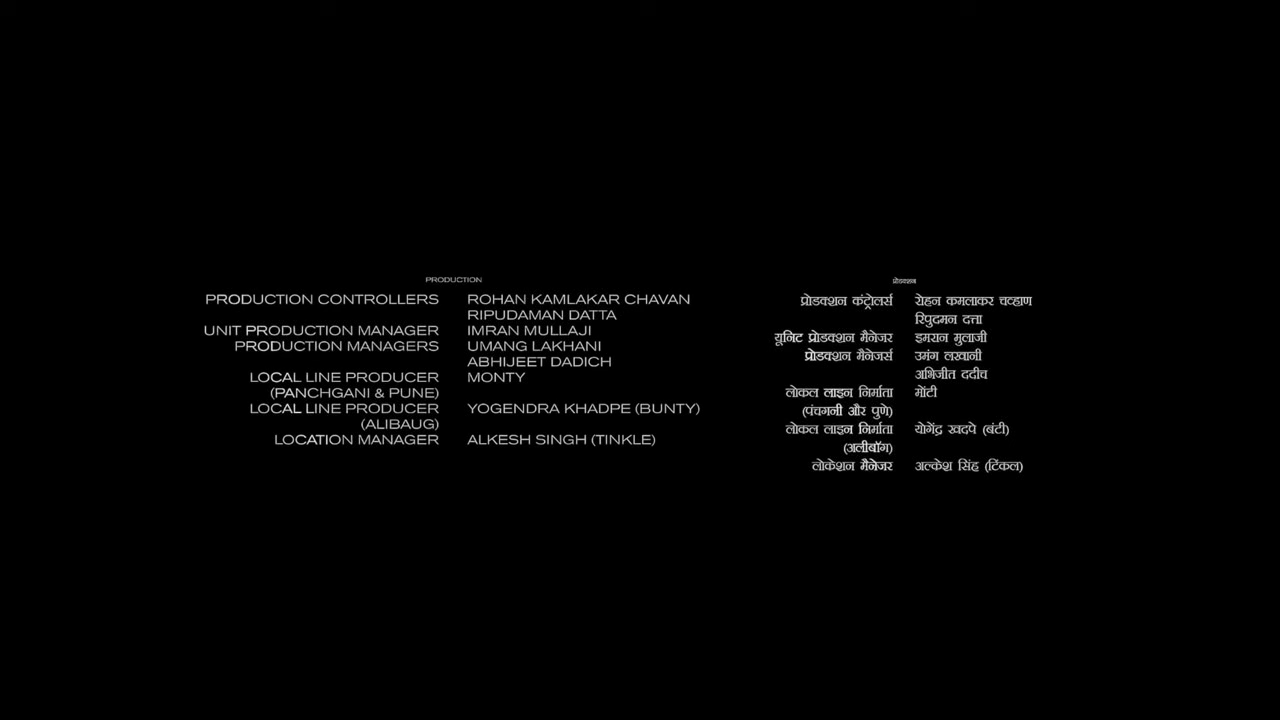 PRODUCTION
PRODUCTION CONTROLLERS ROHAN KAMLAKAR CHAVAN
RIPUDAMAN DATTA
UNIT PRODUCTION MANAGER IMRAN MULLAJI
PRODUCTION MANAGERS UMANG LAKHANI
ABHIJEET DADICH
LOCAL LINE PRODUCER MONTY
(PANCHGANI & PUNE)
LOCAL LINE PRODUCER YOGENDRA KHADPE (BUNTY)
(ALIBAUG)
LOCATION MANAGER ALKESH SINGH (TINKLE)
प्रोडक्शन
प्रोडक्शन कंट्रोलर्स रोहन कमलाकर चव्हाण
रिपुदमन दत्ता
यूनिट प्रोडक्शन मैनेजर इमरान मुलाजी
प्रोडक्शन मैनेजर्स उमंग लखानी
अभिजीत ददीच
लोकल लाइन निर्माता मोंटी
(पंचगनी और पुणे)
लोकल लाइन निर्माता योगेंद्र खदपे (बंटी)
(अलीबॉग)
लोकेशन मैनेजर अल्केश सिंह (टिंकल)